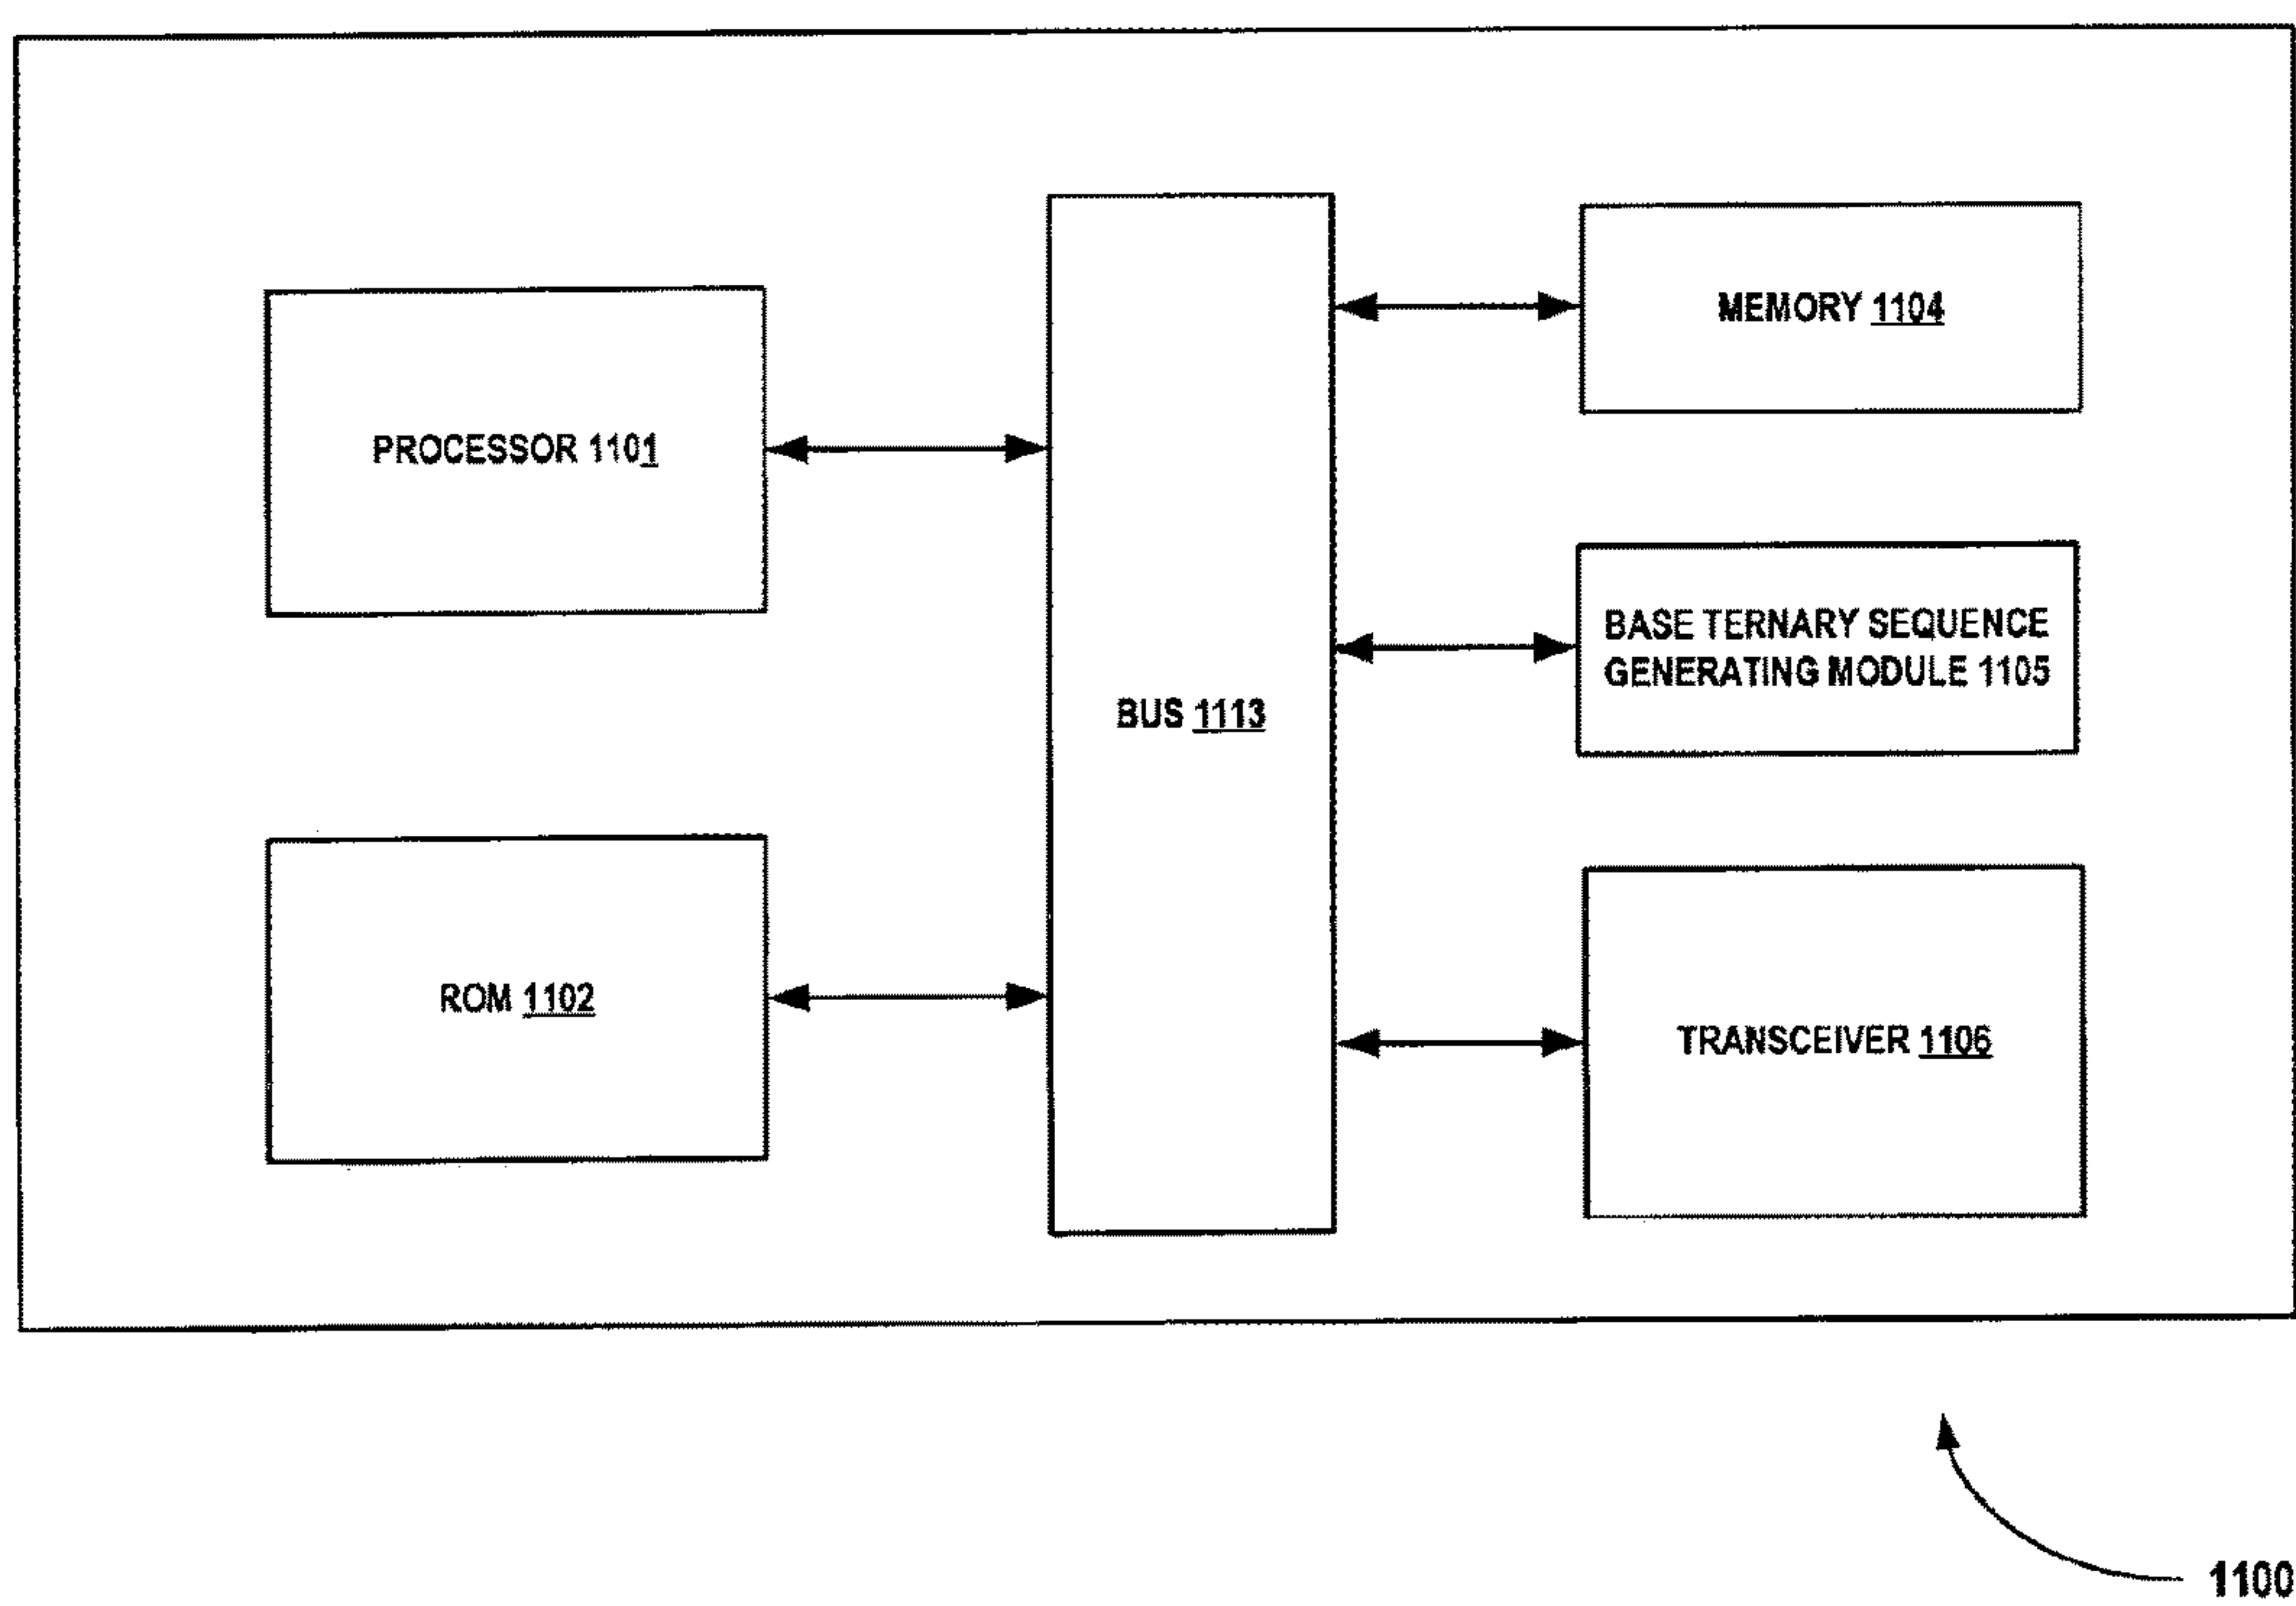 PROCESSOR 1101
ROM 1102
BUS 1113
MEMORY 1104
BASE TERNARY SEQUENCE
GENERATING MODULE 1105
TRANSCEIVER 1106
1100